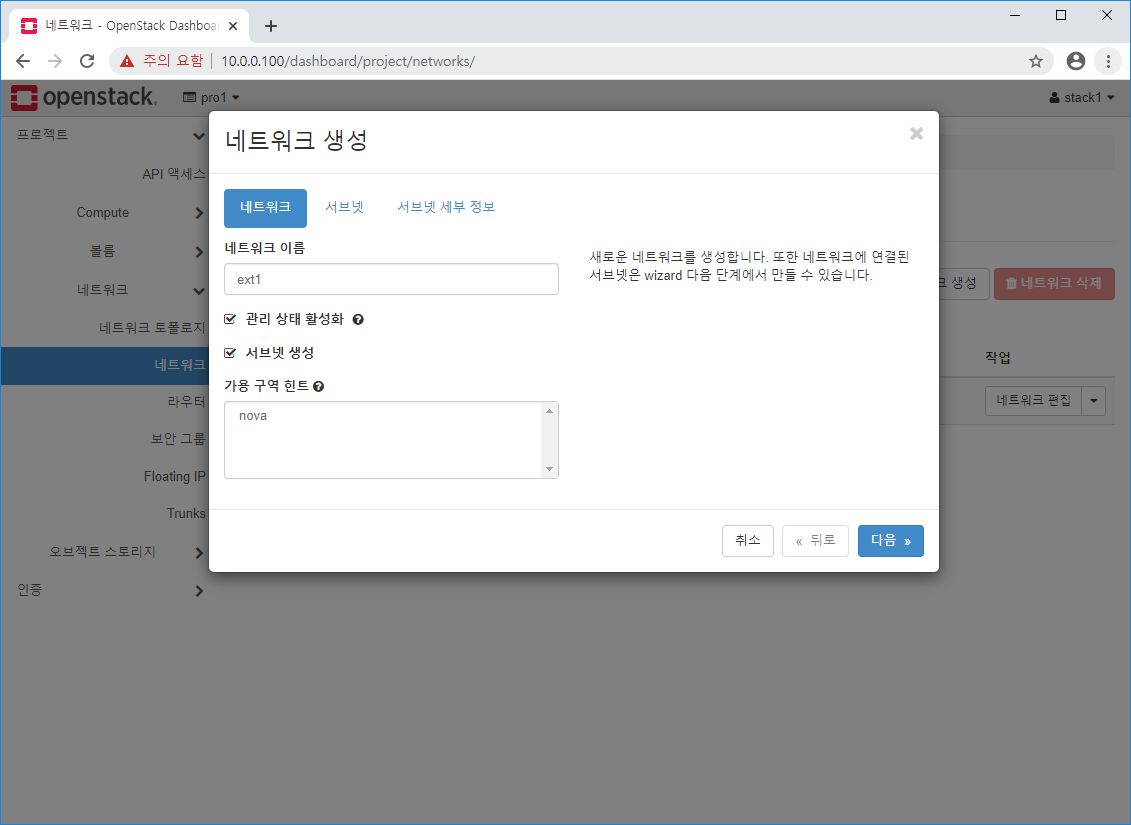 네트워크 - OpenStack Dashboar
주의 요함 10.0.0.100/dashboard/project/networks/
openstack. pro1 stack1
프로젝트
API 액세스
Compute
볼륨
네트워크
네트워크 토폴로지
네트워크
라우터
보안 그룹
Floating IP
Trunks
오브젝트 스토리지
인증
네트워크 생성
네트워크 서브넷 서브넷 세부 정보
네트워크 이름
ext1
관리 상태 활성화
서브넷 생성
가용 구역 힌트
nova
새로운 네트워크를 생성합니다. 또한 네트워크에 연결된
서브넷은 wizard 다음 단계에서 만들 수 있습니다.
취소 « 뒤로 다음 »
크 생성 네트워크 삭제
작업
네트워크 편집